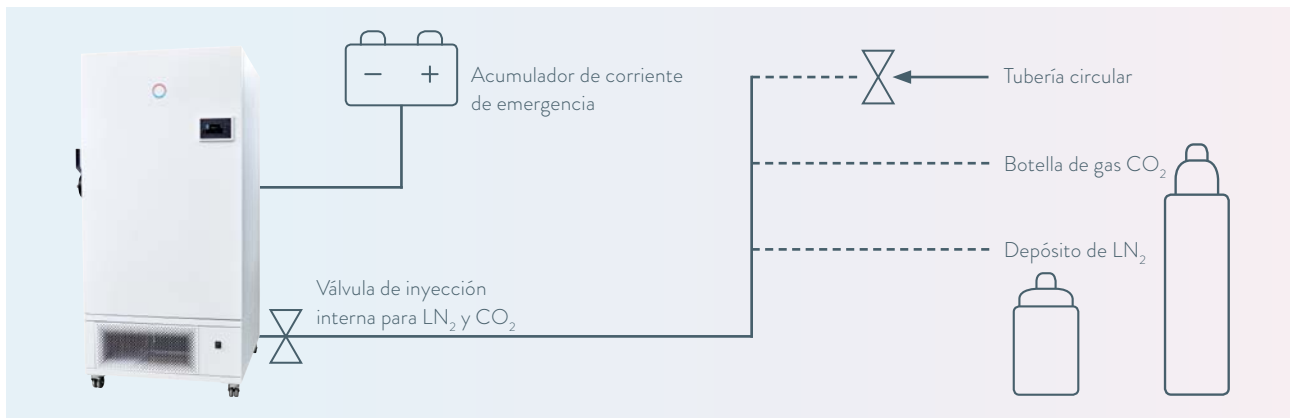 Acumulador de corriente
de emergencia
Tubería circular
Botella de gas CO₂
Depósito de LN₂
Válvula de inyección
interna para LN₂ y CO₂